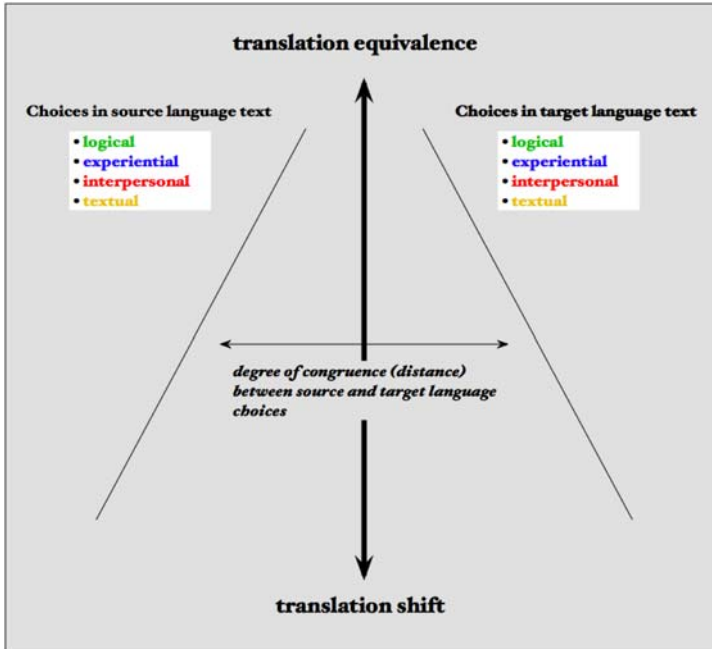 translation equivalence
Choices in source language text
• logical
• experiential
• interpersonal
• textual
Choices in target language text
• logical
• experiential
• interpersonal
• textual
degree of congruence (distance)
between source and target language
choices
translation shift